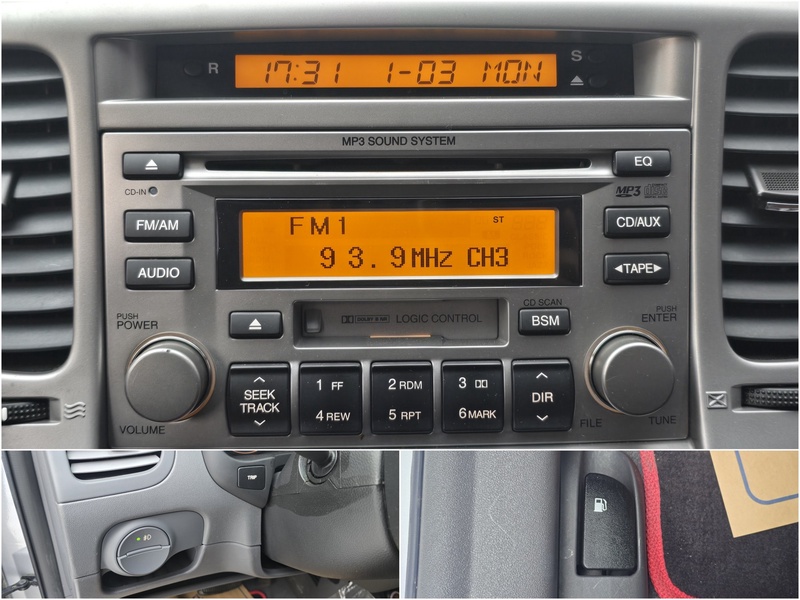 R 17:31 1-03 MON S
MP3 SOUND SYSTEM
EQ
CD-IN
MP3
FM/AM
FM1 ST
CD/AUX
93.9MHz CH3
AUDIO
◀TAPE▶
PUSH
POWER
CD SCAN
PUSH
ENTER
DOLBY B NR LOGIC CONTROL
BSM
SEEK
TRACK
1 FF
4 REW
2 RDM
5 RPT
3
6 MARK
DIR
VOLUME
FILE
TUNE
TRIP